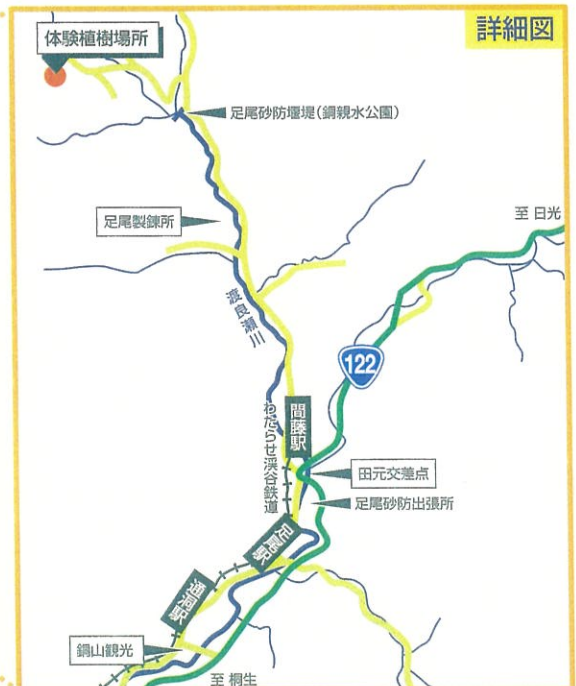 詳細図
体験植樹場所
足尾砂防堰堤(銅親水公園)
足尾製錬所
至 日光
渡良瀬川
122
間藤駅
わたらせ渓谷鉄道
田元交差点
足尾砂防出張所
足尾駅
通洞駅
銅山観光
至 桐生